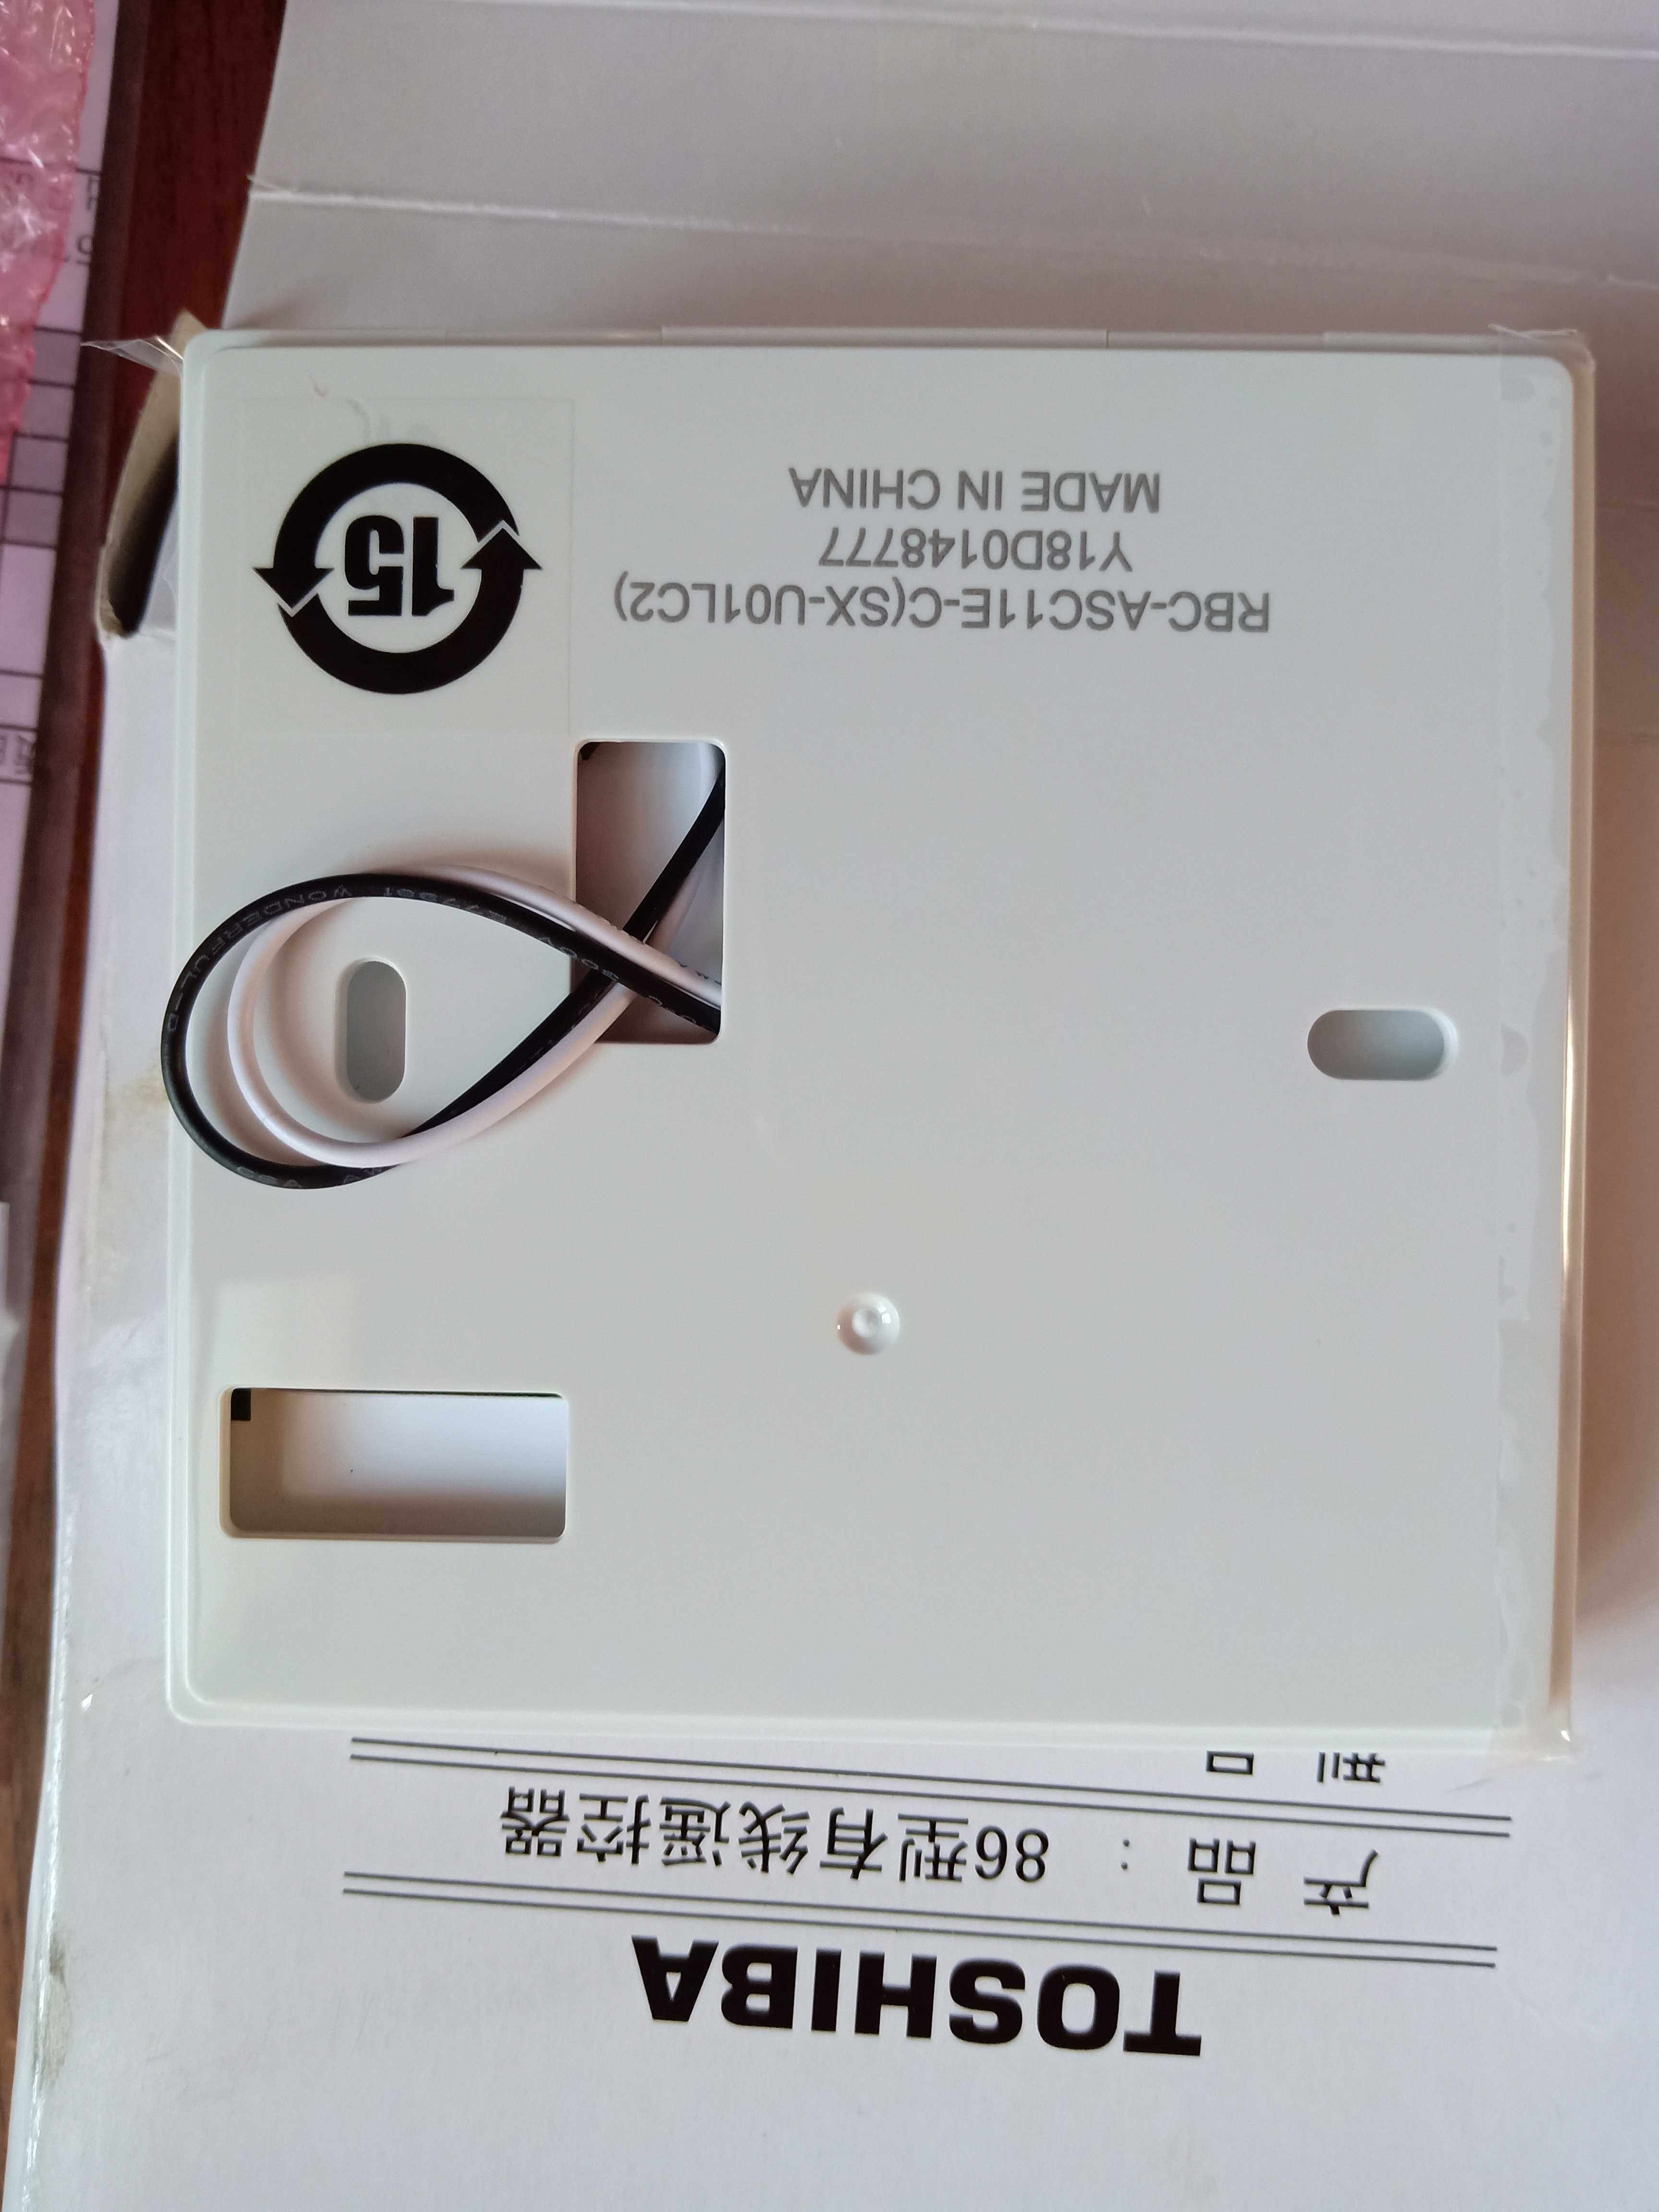 TOSHIBA
产 品 : 86型有线遥控器
RBC-ASC11E-C(SX-U01LC2)
Y18D0148777
MADE IN CHINA
15